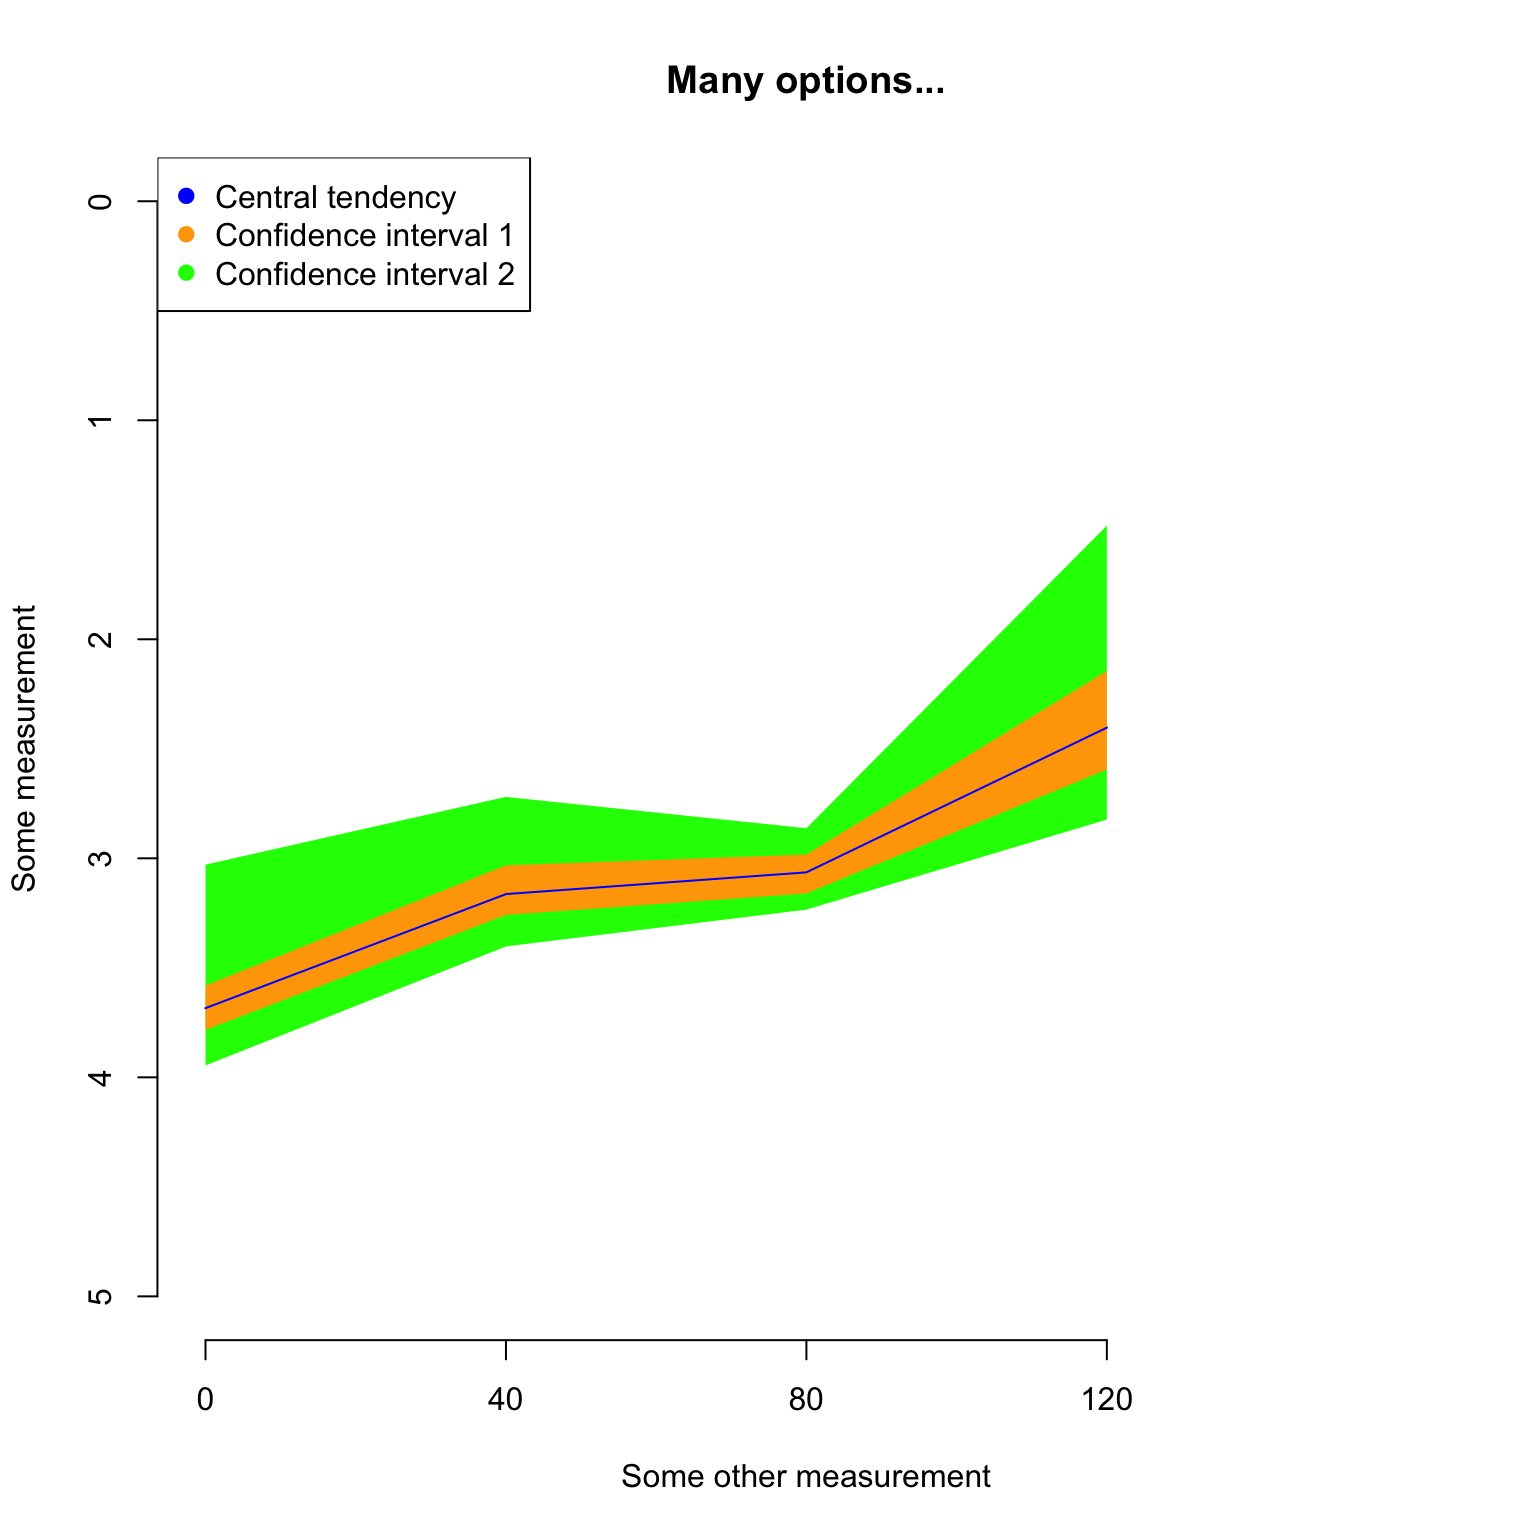 Many options...
Central tendency
Confidence interval 1
Confidence interval 2
0
1
2
3
4
5
Some measurement
0 40 80 120
Some other measurement